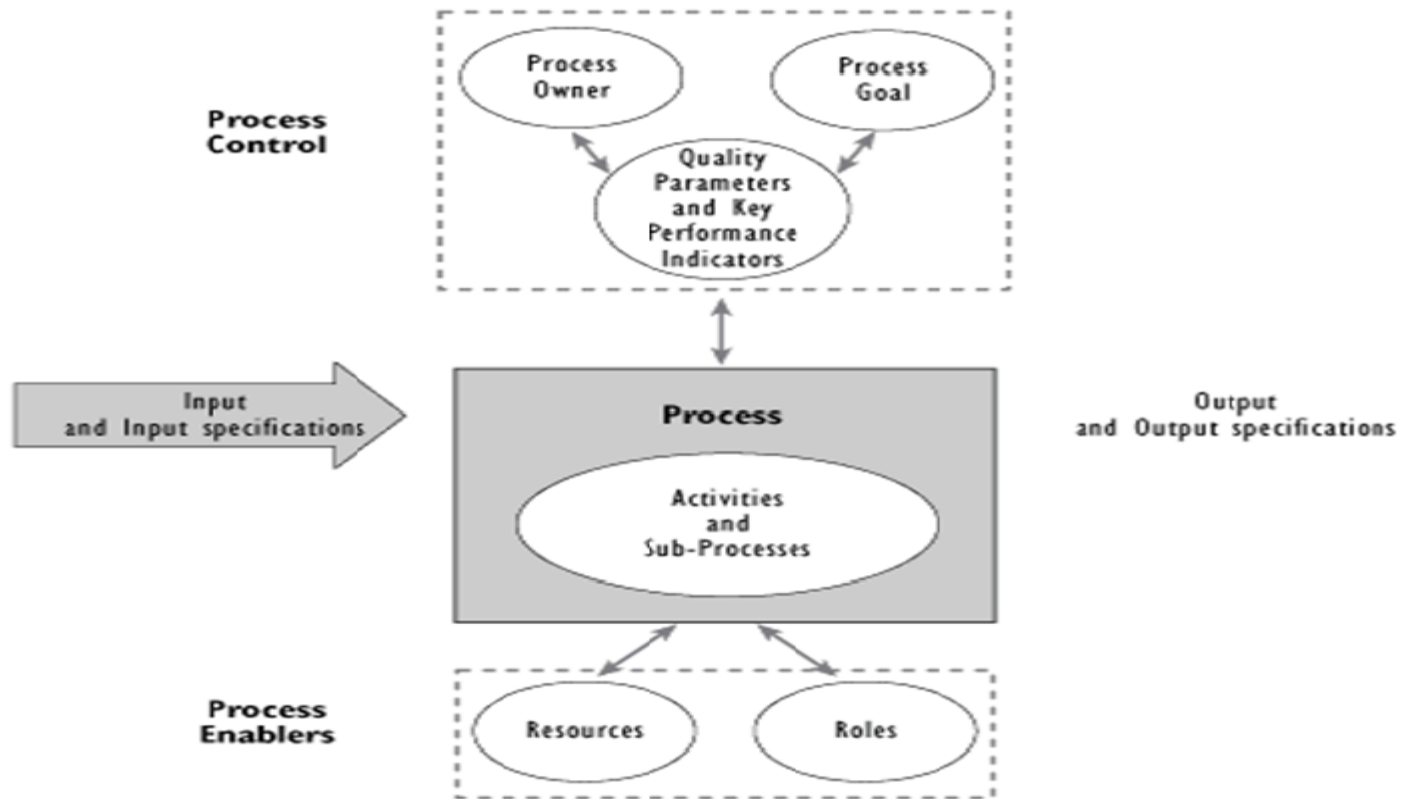 Process
Owner
Process
Goal
Process
Control
Quality
Parameters
and Key
Performance
Indicators
Input
and Input specifications
Process
Output
and Output specifications
Activities
and
Sub-Processes
Process
Enablers
Resources
Roles